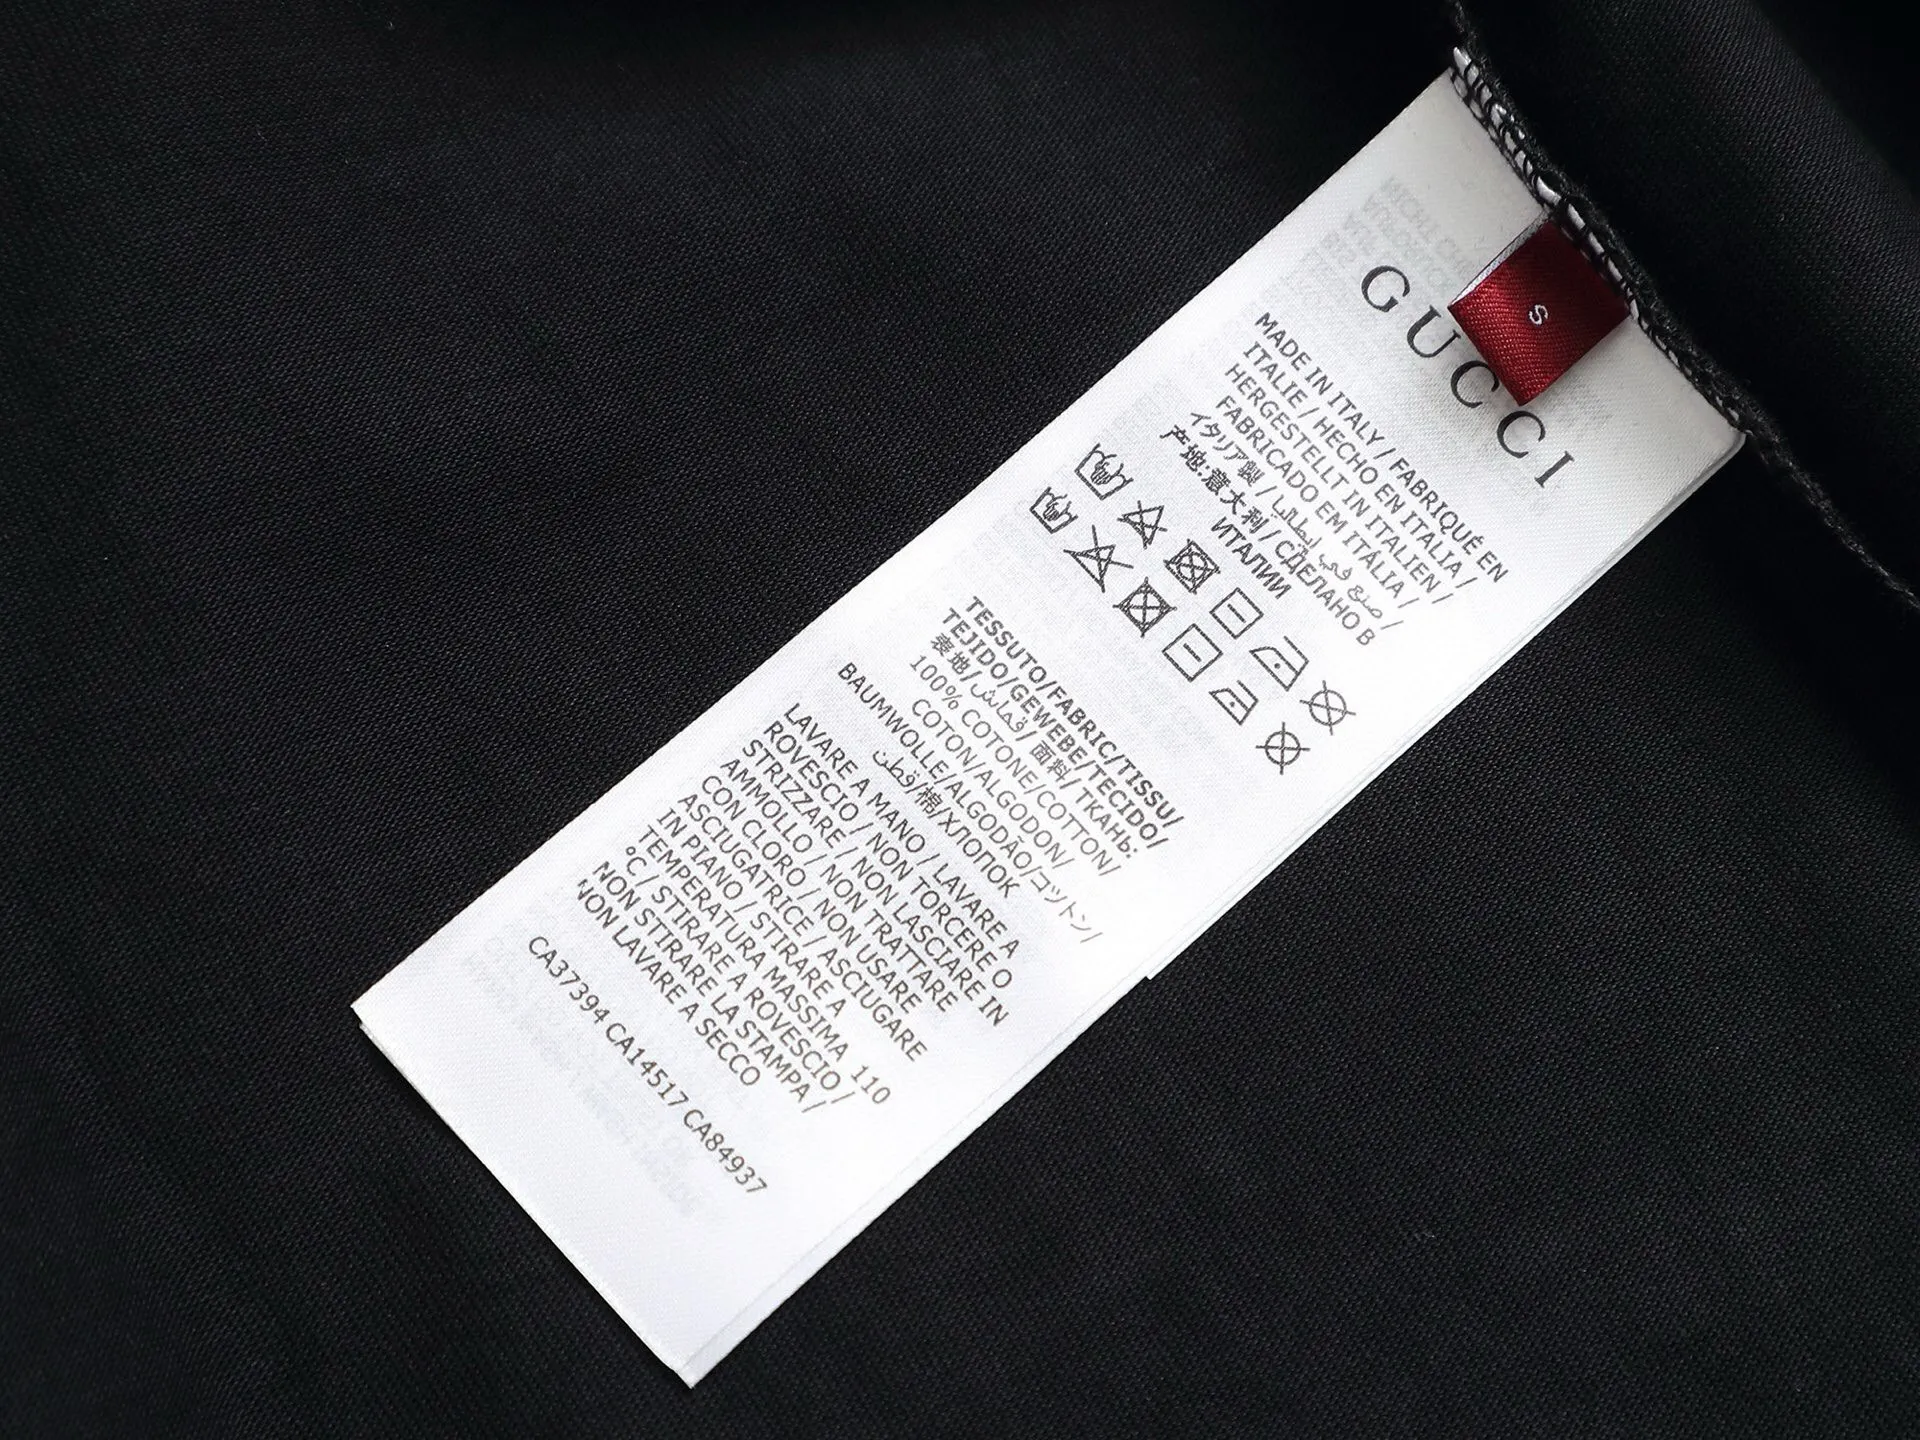 S
GUCCI
MADE IN ITALY / FABRIQUÉ EN
ITALIE / HECHO EN ITALIA /
HERGESTELLT IN ITALIEN /
FABRICADO EM ITÁLIA /
イタリア製 / صنع في إيطاليا /
产地:意大利 / СДЕЛАНО В
ИТАЛИИ
TESSUTO/FABRIC/TISSU/
TEJIDO/GEWEBE/TECIDO/
表地/قماش/面料/ТКАНЬ:
100% COTONE/COTTON/
COTON/ALGODON/
BAUMWOLLE/ALGODÃO/コットン/
قطن/棉/ХЛОПОК
LAVARE A MANO / LAVARE A
ROVESCIO / NON TORCERE O
STRIZZARE / NON LASCIARE IN
AMMOLLO / NON TRATTARE
CON CLORO / NON USARE
ASCIUGATRICE / ASCIUGARE
IN PIANO / STIRARE A
TEMPERATURA MASSIMA 110
°C / STIRARE A ROVESCIO /
NON STIRARE LA STAMPA /
NON LAVARE A SECCO
CA37394 CA14517 CA84937